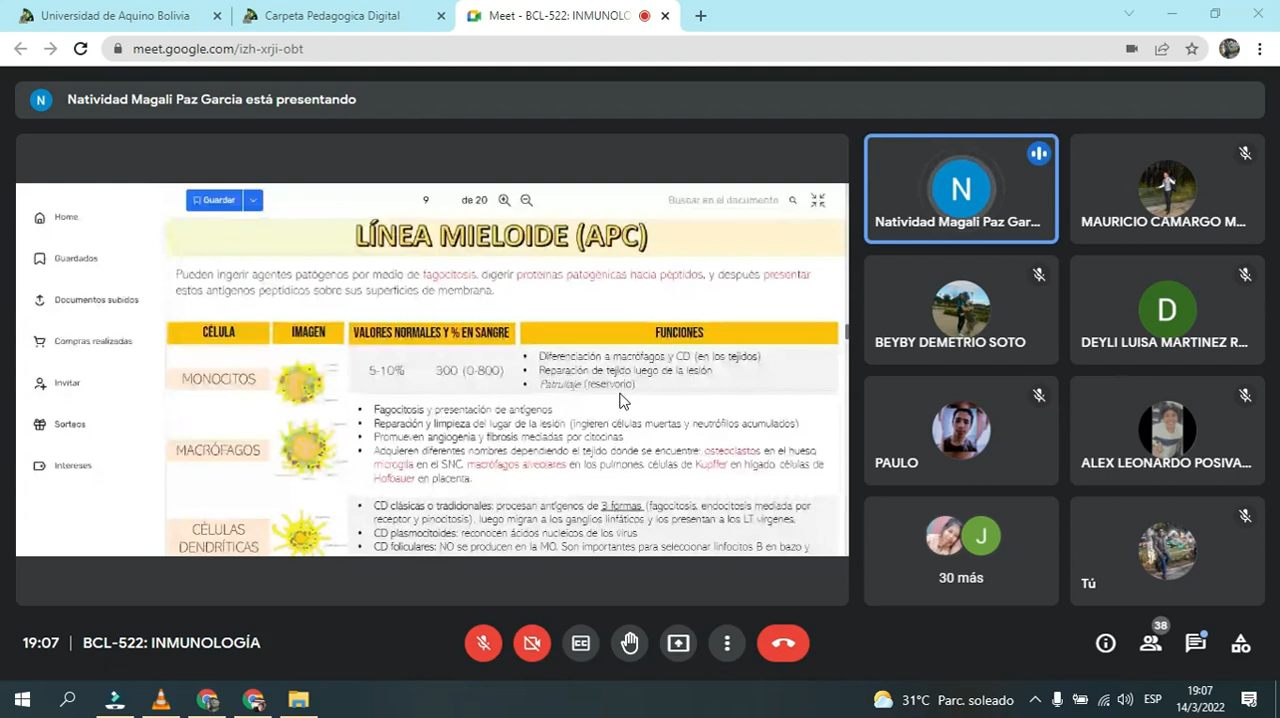 Universidad de Aquino Bolivia
Carpeta Pedagogica Digital
Meet - BCL-522: INMUNOLO
meet.google.com/izh-xrji-obt
N
Natividad Magali Paz Garcia está presentando
Guardar
9 de 20
Buscar en el documento
Home
Guardados
Documentos subidos
Compras realizadas
Invitar
Sorteos
Intereses
LÍNEA MIELOIDE (APC)
Pueden ingerir agentes patógenos por medio de fagocitosis, digerir proteínas patogénicas hacia péptidos, y después presentar
estos antígenos peptídicos sobre sus superficies de membrana.
CÉLULA
IMAGEN
VALORES NORMALES Y % EN SANGRE
FUNCIONES
MONOCITOS
5-10% 300 (0-800)
• Diferenciación a macrófagos y CD (en los tejidos)
• Reparación de tejido luego de la lesión
• Patrullaje (reservorio)
MACRÓFAGOS
• Fagocitosis y presentación de antígenos
• Reparación y limpieza del lugar de la lesión (ingieren células muertas y neutrófilos acumulados)
• Promueven angiogenia y fibrosis mediadas por citocinas
• Adquieren diferentes nombres dependiendo el tejido donde se encuentre: osteoclastos en el hueso,
microglia en el SNC, macrófagos alveolares en los pulmones, células de Kupffer en hígado, células de
Hofbauer en placenta.
CÉLULAS
DENDRÍTICAS
• CD clásicas o tradicionales: procesan antígenos de 3 formas (fagocitosis, endocitosis mediada por
receptor y pinocitosis), luego migran a los ganglios linfáticos y los presentan a los LT vírgenes.
• CD plasmocitoides: reconocen ácidos nucleicos de los virus
• CD foliculares: NO se producen en la MO. Son importantes para seleccionar linfocitos B en bazo y
N
Natividad Magali Paz Gar...
MAURICIO CAMARGO M...
BEYBY DEMETRIO SOTO
D
DEYLI LUISA MARTINEZ R...
PAULO
ALEX LEONARDO POSIVA...
J
30 más
Tú
19:07 | BCL-522: INMUNOLOGÍA
CC
38
31°C Parc. soleado
ESP
19:07
14/3/2022